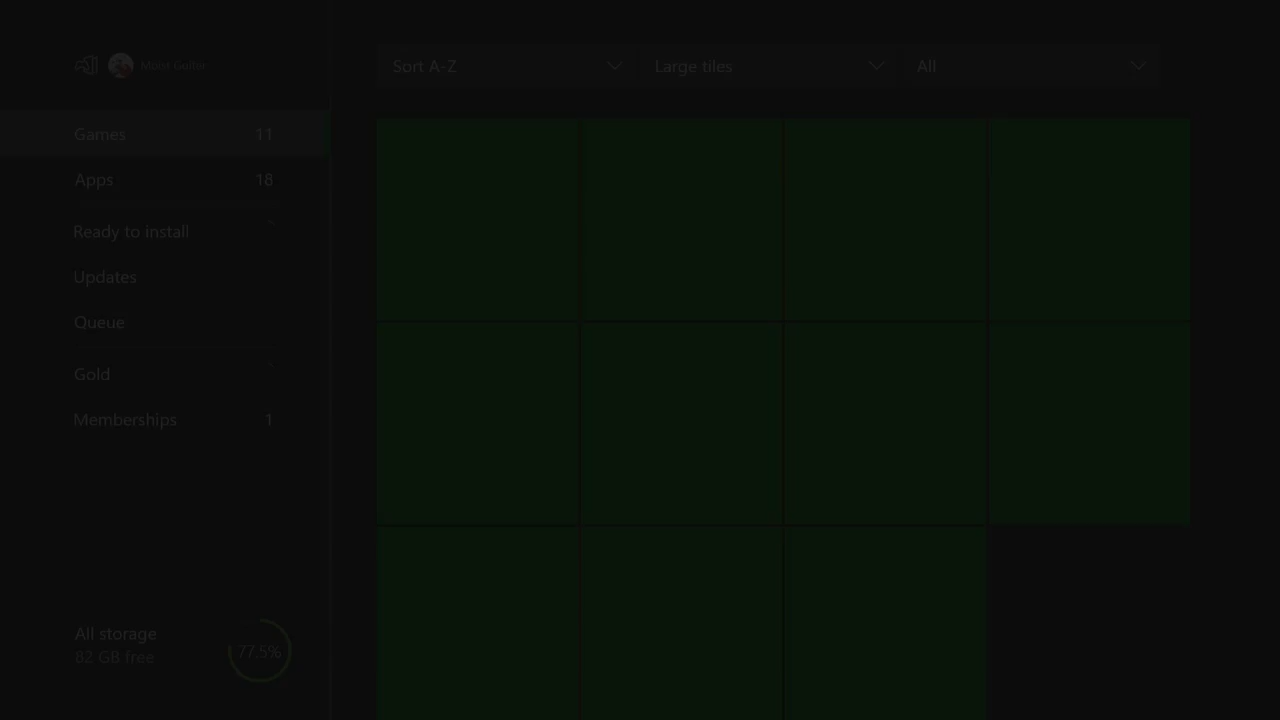 Sort A-Z
Large tiles
All
Games 11
Apps 18
Ready to install
Updates
Queue
Gold
Memberships 1
All storage
82 GB free
77.5%